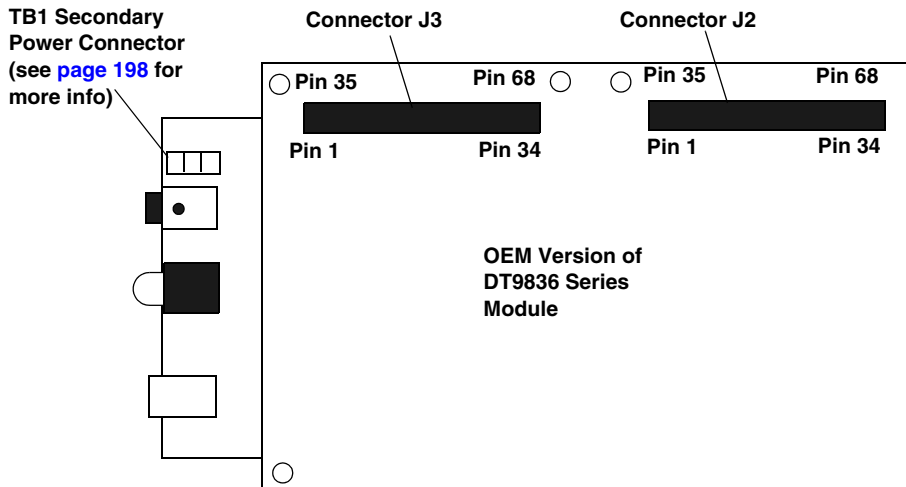 TB1 Secondary
Power Connector
(see page 198 for
more info)
Connector J3
Connector J2
Pin 35
Pin 68
Pin 35
Pin 68
Pin 1
Pin 34
Pin 1
Pin 34
OEM Version of
DT9836 Series
Module